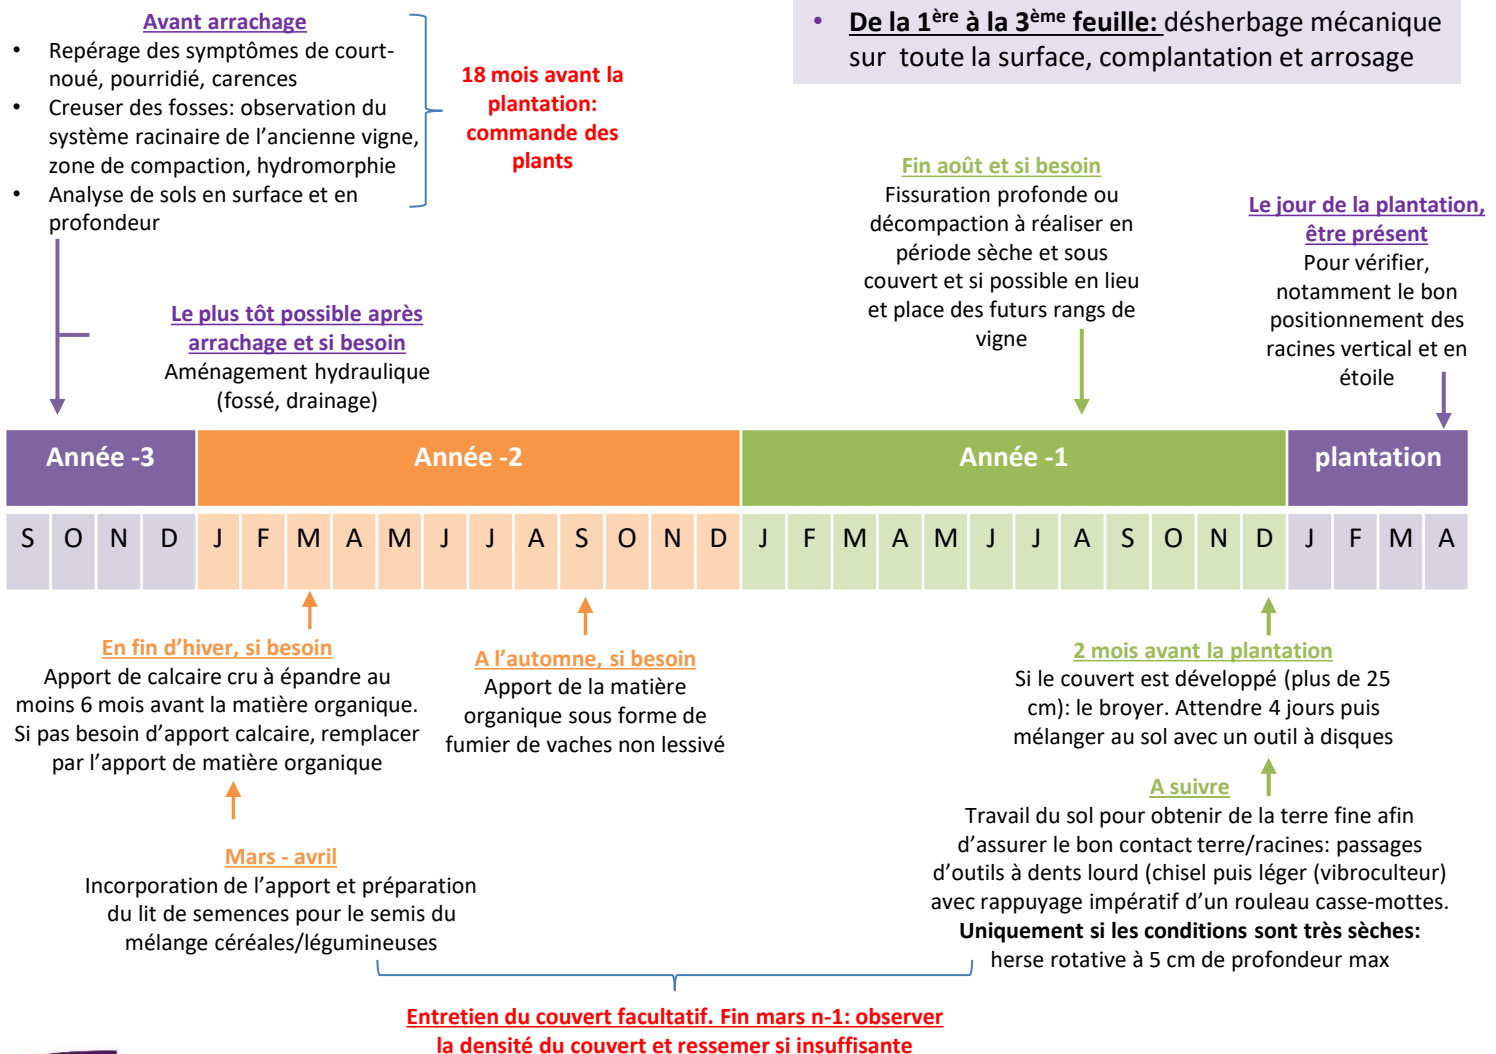 Avant arrachage
• Repérage des symptômes de court-
noué, pourridié, carences
• Creuser des fosses: observation du
système racinaire de l'ancienne vigne,
zone de compaction, hydromorphie
• Analyse de sols en surface et en
profondeur
18 mois avant la
plantation:
commande des
plants
• De la 1ère à la 3ème feuille: désherbage mécanique
sur toute la surface, complantation et arrosage
Le plus tôt possible après
arrachage et si besoin
Aménagement hydraulique
(fossé, drainage)
Fin août et si besoin
Fissuration profonde ou
décompaction à réaliser en
période sèche et sous
couvert et si possible en lieu
et place des futurs rangs de
vigne
Le jour de la plantation,
être présent
Pour vérifier,
notamment le bon
positionnement des
racines vertical et en
étoile
Année -3 Année -2 Année -1 plantation
S O N D J F M A M J J A S O N D J F M A M J J A S O N D J F M A
En fin d'hiver, si besoin
Apport de calcaire cru à épandre au
moins 6 mois avant la matière organique.
Si pas besoin d'apport calcaire, remplacer
par l'apport de matière organique
A l'automne, si besoin
Apport de la matière
organique sous forme de
fumier de vaches non lessivé
2 mois avant la plantation
Si le couvert est développé (plus de 25
cm): le broyer. Attendre 4 jours puis
mélanger au sol avec un outil à disques
Mars - avril
Incorporation de l'apport et préparation
du lit de semences pour le semis du
mélange céréales/légumineuses
A suivre
Travail du sol pour obtenir de la terre fine afin
d'assurer le bon contact terre/racines: passages
d'outils à dents lourd (chisel puis léger (vibroculteur)
avec rappuyage impératif d'un rouleau casse-mottes.
Uniquement si les conditions sont très sèches:
herse rotative à 5 cm de profondeur max
Entretien du couvert facultatif. Fin mars n-1: observer
la densité du couvert et ressemer si insuffisante